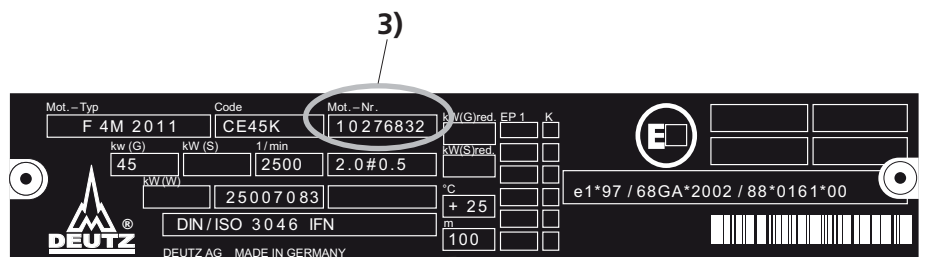 3)
Mot.–Typ Code Mot.–Nr. kW(G)red. EP 1 K
F 4M 2011 CE45K 10276832
kw (G) kW (S) 1/min kW(S)red.
45 2500 2.0#0.5
kW (W) °C
25007083 + 25
e1*97 / 68GA*2002 / 88*0161*00
DIN/ISO 3046 IFN m
100
DEUTZ ®
DEUTZ AG MADE IN GERMANY
E